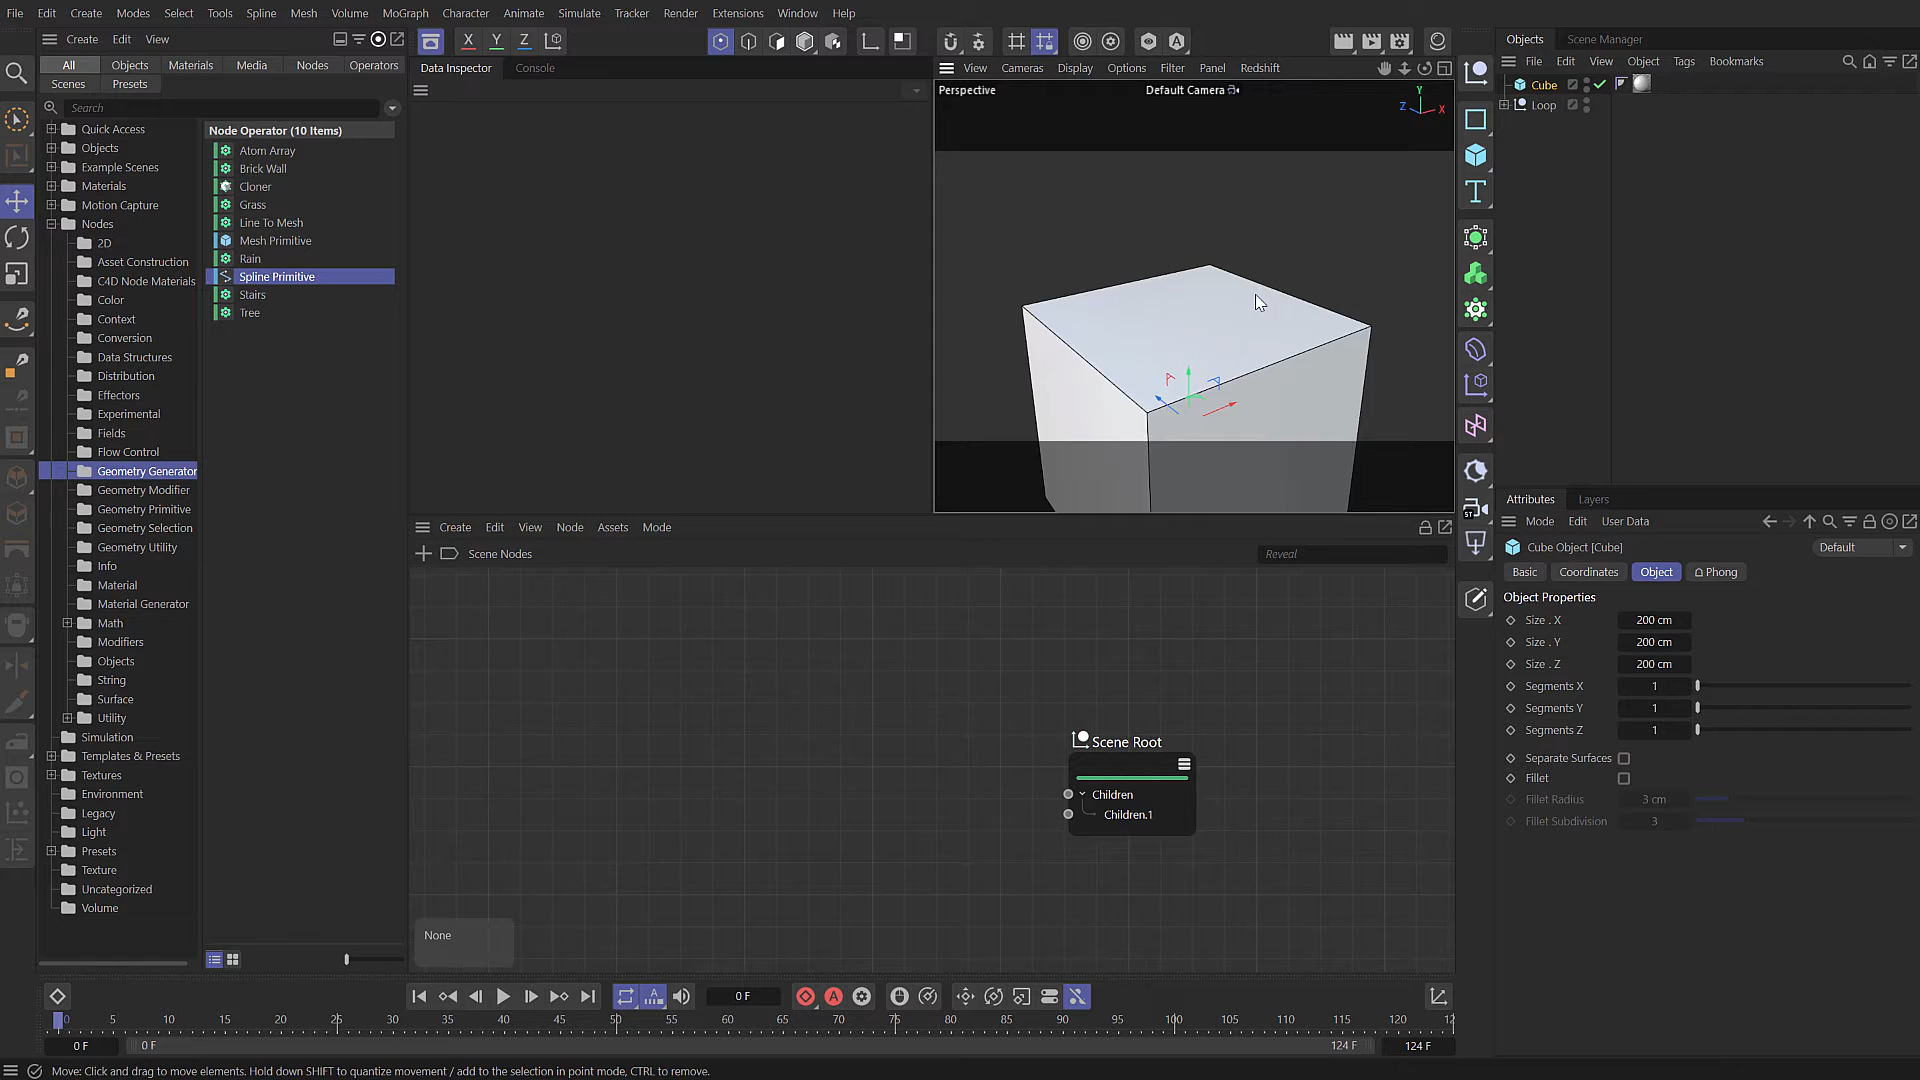 File Edit Create Modes Select Tools Spline Mesh Volume MoGraph Character Animate Simulate Tracker Render Extensions Window Help
Create Edit View
X Y Z
Objects Scene Manager
All Objects Materials Media Nodes Operators
Scenes Presets
Data Inspector Console
View Cameras Display Options Filter Panel Redshift
File Edit View Object Tags Bookmarks
Search
Quick Access
Objects
Example Scenes
Materials
Motion Capture
Nodes
2D
Asset Construction
C4D Node Materials
Color
Context
Conversion
Data Structures
Distribution
Effectors
Experimental
Fields
Flow Control
Geometry Generator
Geometry Modifier
Geometry Primitive
Geometry Selection
Geometry Utility
Info
Material
Material Generator
Math
Modifiers
Objects
String
Surface
Utility
Simulation
Templates & Presets
Textures
Environment
Legacy
Light
Presets
Texture
Uncategorized
Volume
Node Operator (10 Items)
Atom Array
Brick Wall
Cloner
Grass
Line To Mesh
Mesh Primitive
Rain
Spline Primitive
Stairs
Tree
Perspective Default Camera
Y
Z X
Cube
Loop
Create Edit View Node Assets Mode
Scene Nodes Reveal
Scene Root
Children
Children.1
None
Attributes Layers
Mode Edit User Data
Cube Object [Cube] Default
Basic Coordinates Object Phong
Object Properties
Size . X 200 cm
Size . Y 200 cm
Size . Z 200 cm
Segments X 1
Segments Y 1
Segments Z 1
Separate Surfaces
Fillet
Fillet Radius 3 cm
Fillet Subdivision 3
0 F
0 5 10 15 20 25 30 35 40 45 50 55 60 65 70 75 80 85 90 95 100 105 110 115 120 12
0 F 0 F 124 F 124 F
Move: Click and drag to move elements. Hold down SHIFT to quantize movement / add to the selection in point mode, CTRL to remove.